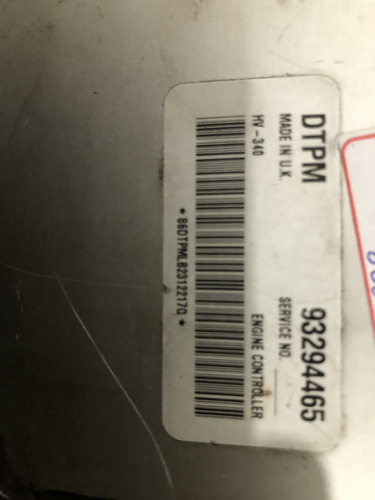 DTPM 93294465
MADE IN U.K. SERVICE NO.
HV-340 ENGINE CONTROLLER
*86DTPMLB2312217Q*